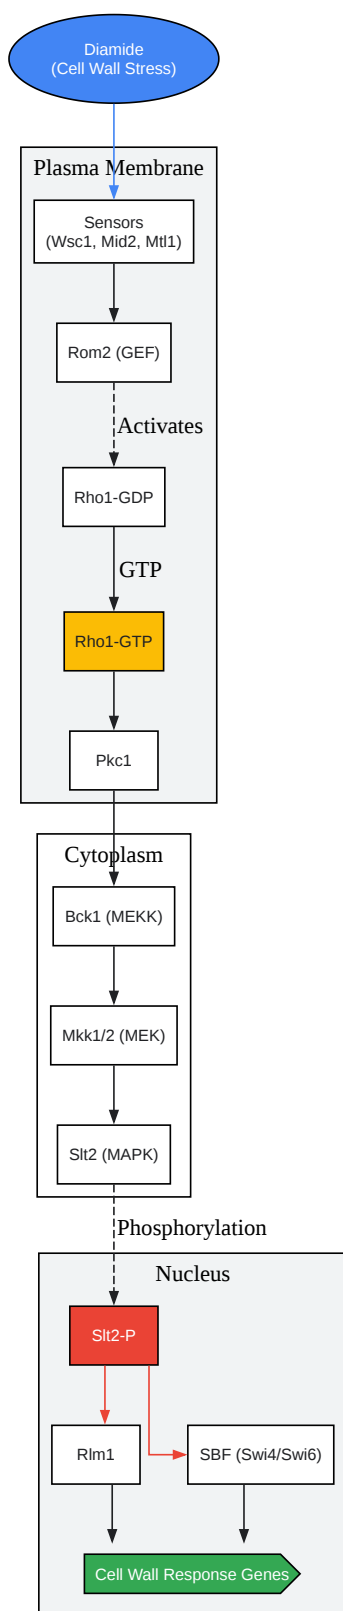 Diamide
(Cell Wall Stress)
Plasma Membrane
Sensors
(Wsc1, Mid2, Mtl1)
Rom2 (GEF)
Activates
Rho1-GDP
GTP
Rho1-GTP
Pkc1
Cytoplasm
Bck1 (MEKK)
Mkk1/2 (MEK)
Slt2 (MAPK)
Phosphorylation
Nucleus
Slt2-P
Rlm1
SBF (Swi4/Swi6)
Cell Wall Response Genes